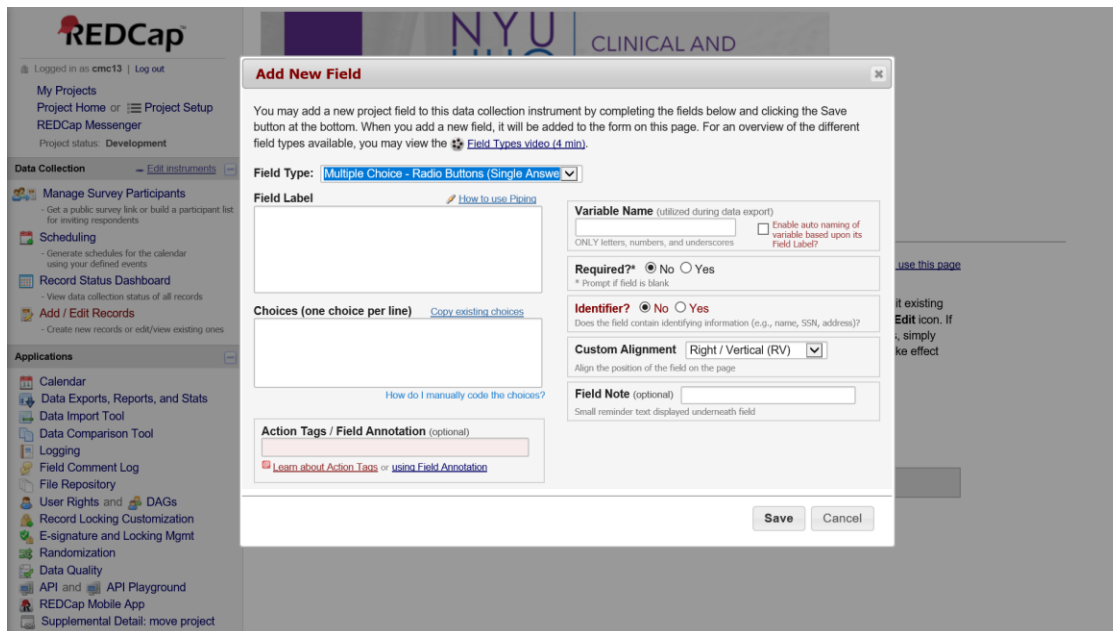 REDCap
NYU
CLINICAL AND
Logged in as cmc13 | Log out
My Projects
Project Home or Project Setup
REDCap Messenger
Project status: Development
Data Collection Edit instruments
Manage Survey Participants
- Get a public survey link or build a participant list
for inviting respondents
Scheduling
- Generate schedules for the calendar
using your defined events
Record Status Dashboard
- View data collection status of all records
Add / Edit Records
- Create new records or edit/view existing ones
Applications
Calendar
Data Exports, Reports, and Stats
Data Import Tool
Data Comparison Tool
Logging
Field Comment Log
File Repository
User Rights and DAGs
Record Locking Customization
E-signature and Locking Mgmt
Randomization
Data Quality
API and API Playground
REDCap Mobile App
Supplemental Detail: move project
Add New Field
You may add a new project field to this data collection instrument by completing the fields below and clicking the Save
button at the bottom. When you add a new field, it will be added to the form on this page. For an overview of the different
field types available, you may view the Field Types video (4 min).
Field Type: Multiple Choice - Radio Buttons (Single Answe
Field Label How to use Piping
Choices (one choice per line) Copy existing choices
How do I manually code the choices?
Action Tags / Field Annotation (optional)
Learn about Action Tags or using Field Annotation
Variable Name (utilized during data export)
Enable auto naming of
variable based upon its
Field Label?
ONLY letters, numbers, and underscores
Required?* No Yes
* Prompt if field is blank
Identifier? No Yes
Does the field contain identifying information (e.g., name, SSN, address)?
Custom Alignment Right / Vertical (RV)
Align the position of the field on the page
Field Note (optional)
Small reminder text displayed underneath field
Save Cancel
use this page
it existing
Edit icon. If
s, simply
ke effect